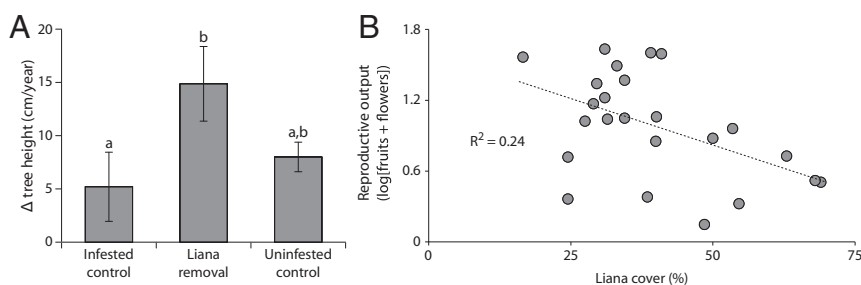 A
Δ tree height (cm/year)
20
15
10
5
0
a
b
a,b
Infested
control
Liana
removal
Uninfested
control
B
Reproductive output
(log[fruits + flowers])
1.8
1.2
0.6
0
R² = 0.24
0
25
50
75
Liana cover (%)